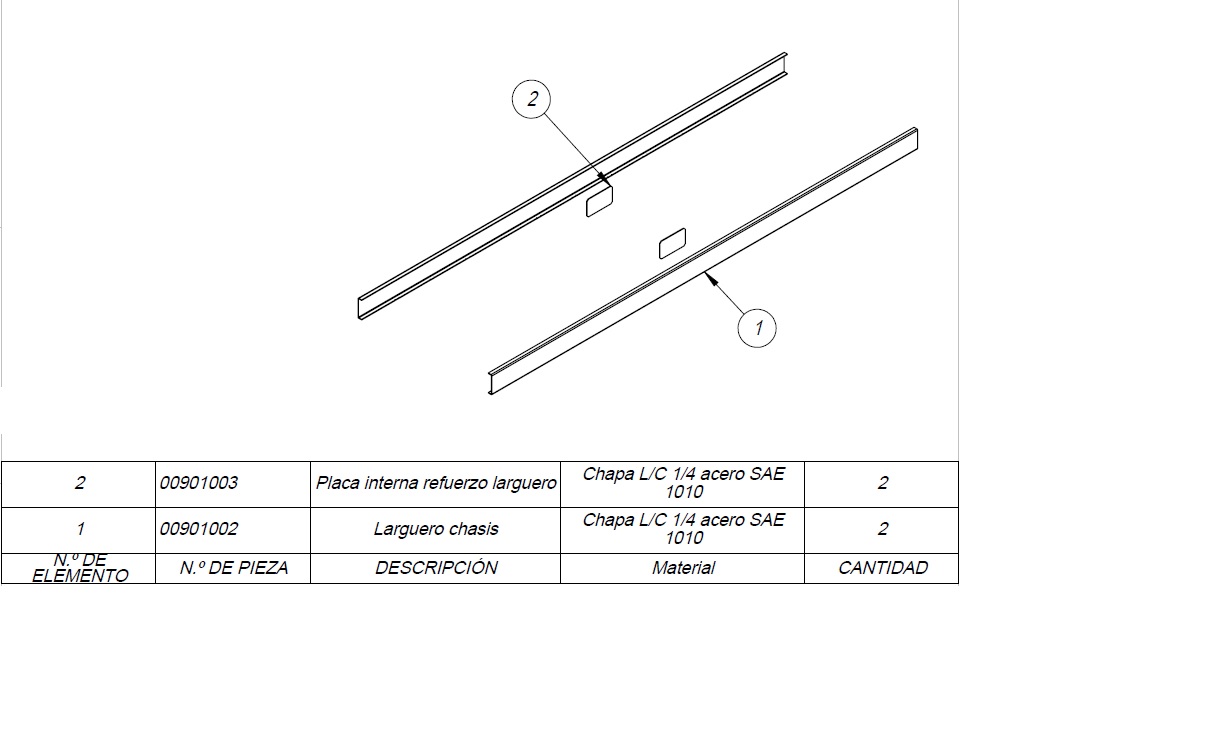 2
1
2 00901003 Placa interna refuerzo larguero Chapa L/C 1/4 acero SAE 1010 2
1 00901002 Larguero chasis Chapa L/C 1/4 acero SAE 1010 2
N.º DE ELEMENTO N.º DE PIEZA DESCRIPCIÓN Material CANTIDAD